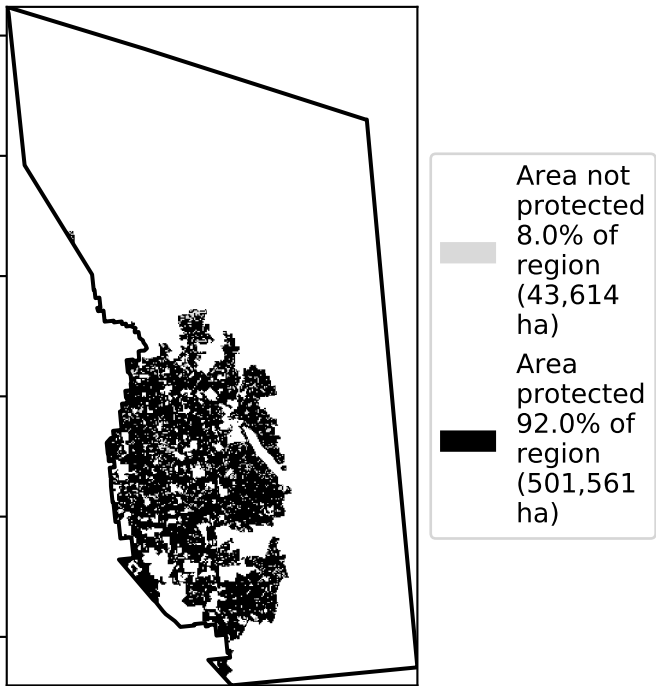 Area not
protected
8.0% of
region
(43,614
ha)
Area
protected
92.0% of
region
(501,561
ha)